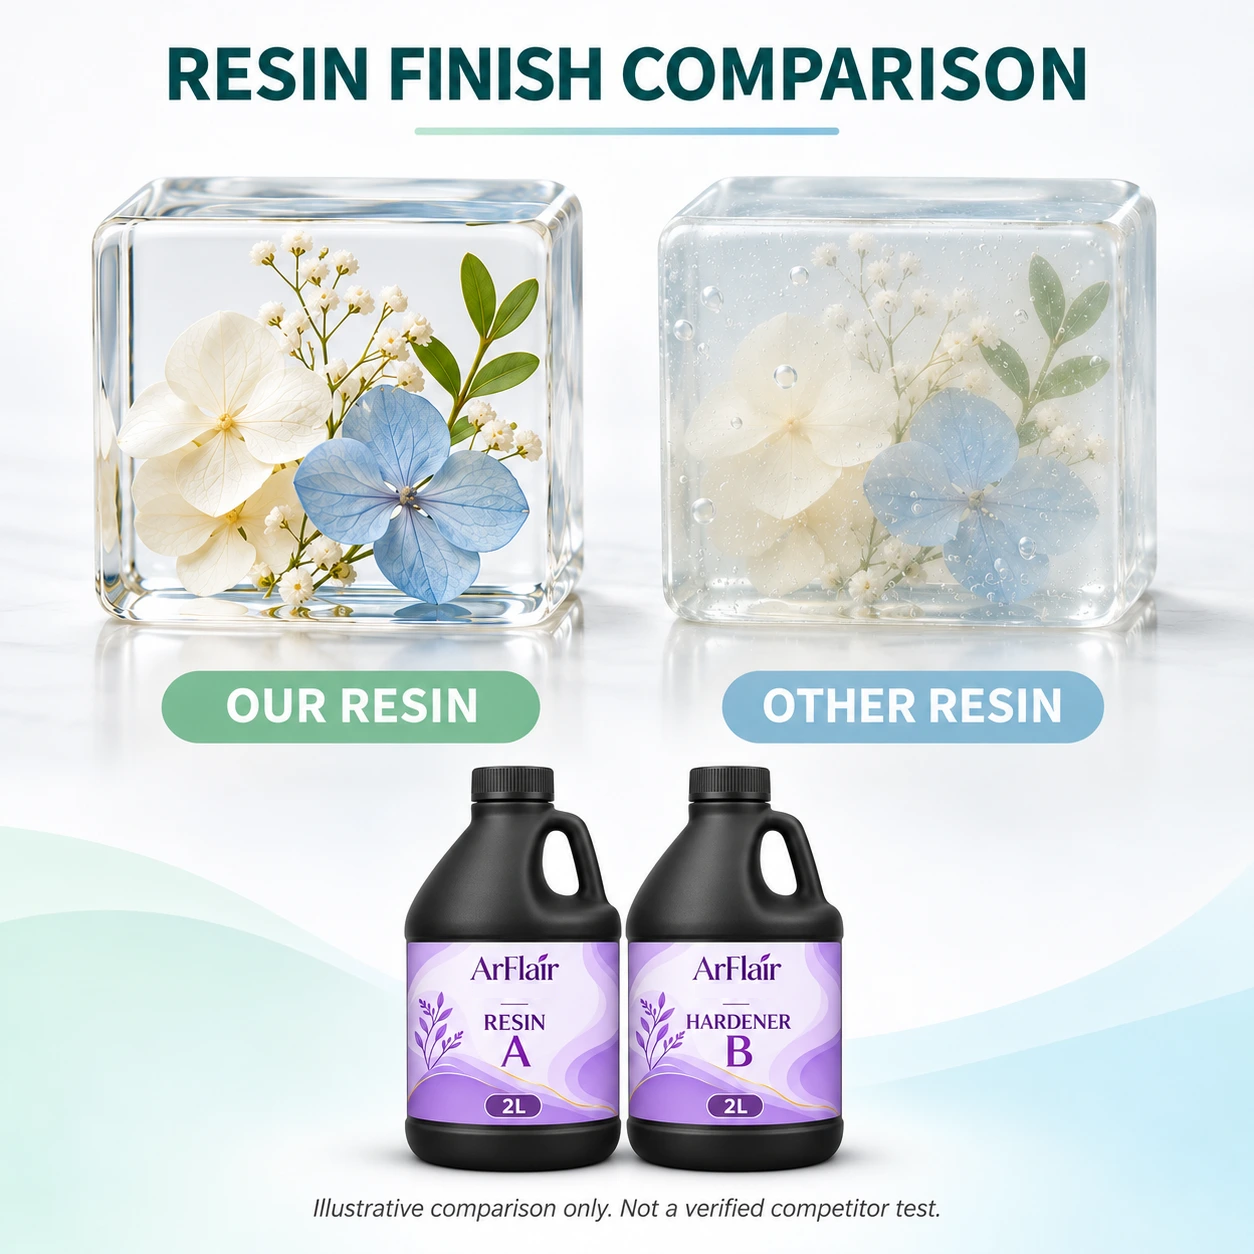 RESIN FINISH COMPARISON
OUR RESIN
OTHER RESIN
ArFlair
RESIN
A
2L
ArFlair
HARDENER
B
2L
Illustrative comparison only. Not a verified competitor test.